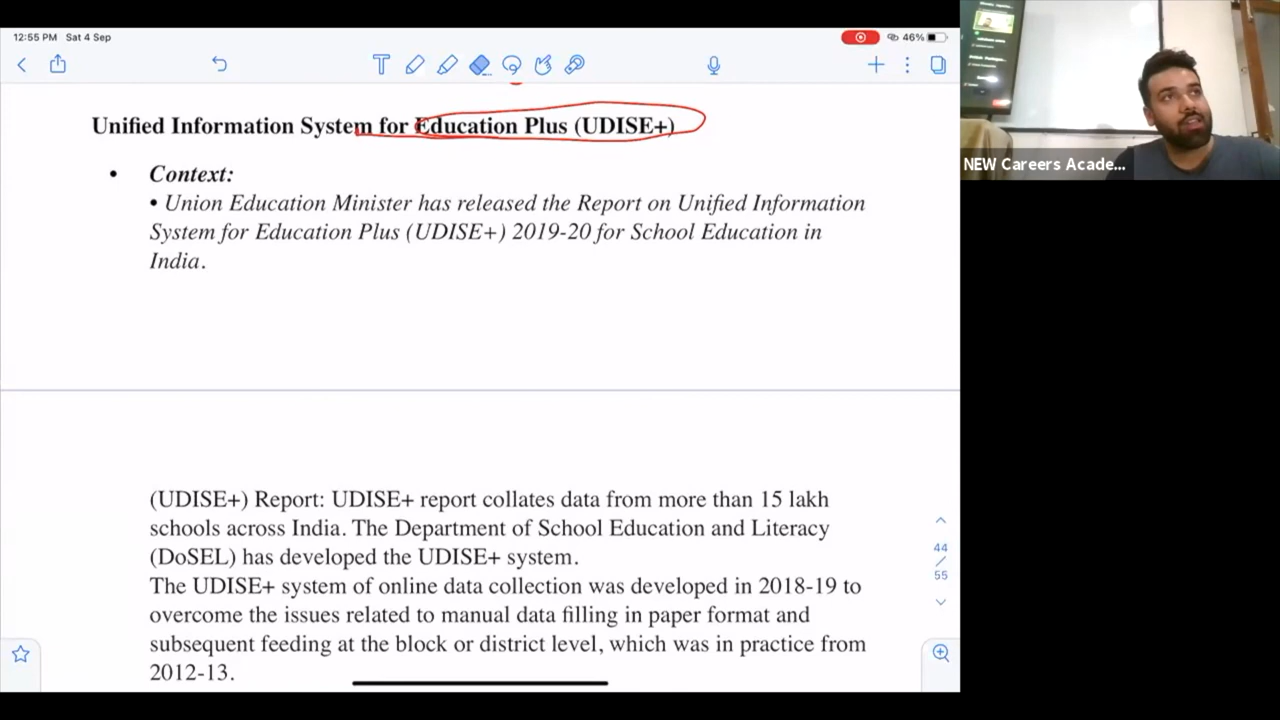 12:55 PM Sat 4 Sep
46%
Unified Information System for Education Plus (UDISE+)
• Context:
• Union Education Minister has released the Report on Unified Information
System for Education Plus (UDISE+) 2019-20 for School Education in
India.
(UDISE+) Report: UDISE+ report collates data from more than 15 lakh
schools across India. The Department of School Education and Literacy
(DoSEL) has developed the UDISE+ system.
The UDISE+ system of online data collection was developed in 2018-19 to
overcome the issues related to manual data filling in paper format and
subsequent feeding at the block or district level, which was in practice from
2012-13.
44
/
55
NEW Careers Acade...